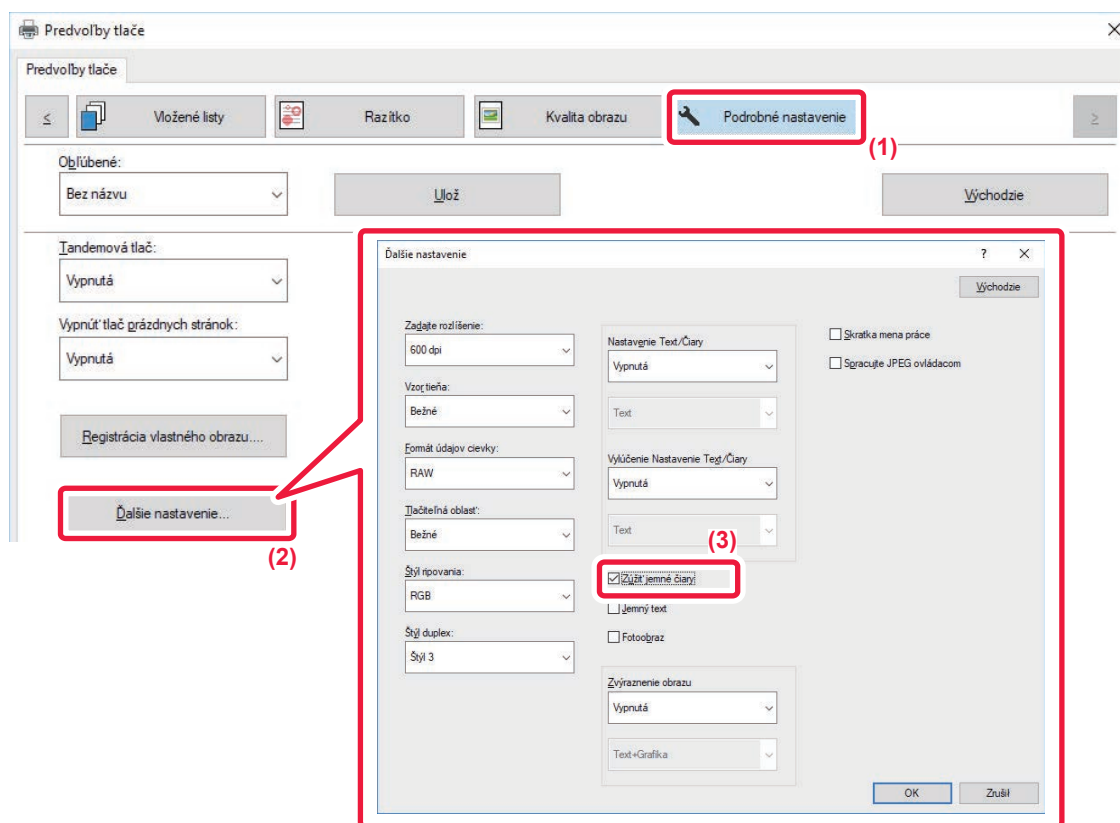 Predvoľby tlače
Predvoľby tlače
≤
Vložené listy
Razítko
Kvalita obrazu
Podrobné nastavenie
≥
(1)
Obľúbené:
Bez názvu
Ulož
Východzie
Tandemová tlač:
Vypnutá
Vypnúť tlač prázdnych stránok:
Vypnutá
Registrácia vlastného obrazu....
Ďalšie nastavenie...
(2)
Ďalšie nastavenie
?
Východzie
Zadajte rozlíšenie:
600 dpi
Vzor tieňa:
Bežné
Formát údajov cievky:
RAW
Tlačiteľná oblasť:
Bežné
Štýl ripovania:
RGB
Štýl duplex:
Štýl 3
Nastavenie Text/Čiary
Vypnutá
Text
Vylúčenie Nastavenie Text/Čiary
Vypnutá
Text
(3)
Zúžiť jemné čiary
Jemný text
Fotoobraz
Zvýraznenie obrazu
Vypnutá
Text+Grafika
Skratka mena práce
Spracujte JPEG ovládacom
OK
Zrušiť